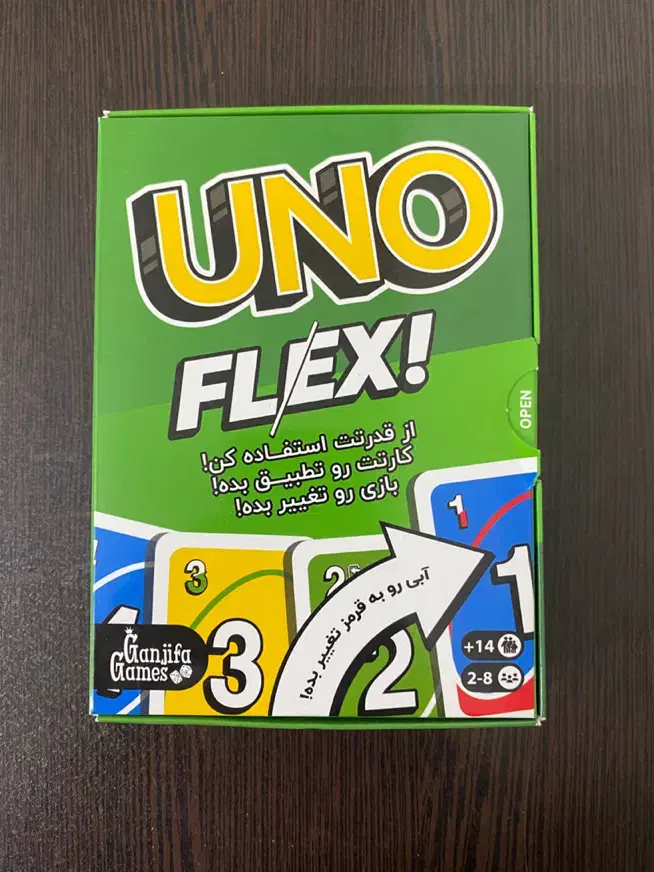 UNO
FLEX!
از قدرتت استفاده کن!
کارتت رو تطبیق بده!
بازی رو تغییر بده!
OPEN
آبی رو به قرمز تغییر بده!
1
1
3
3
2
2
Ganjifa
Games
+14
2-8